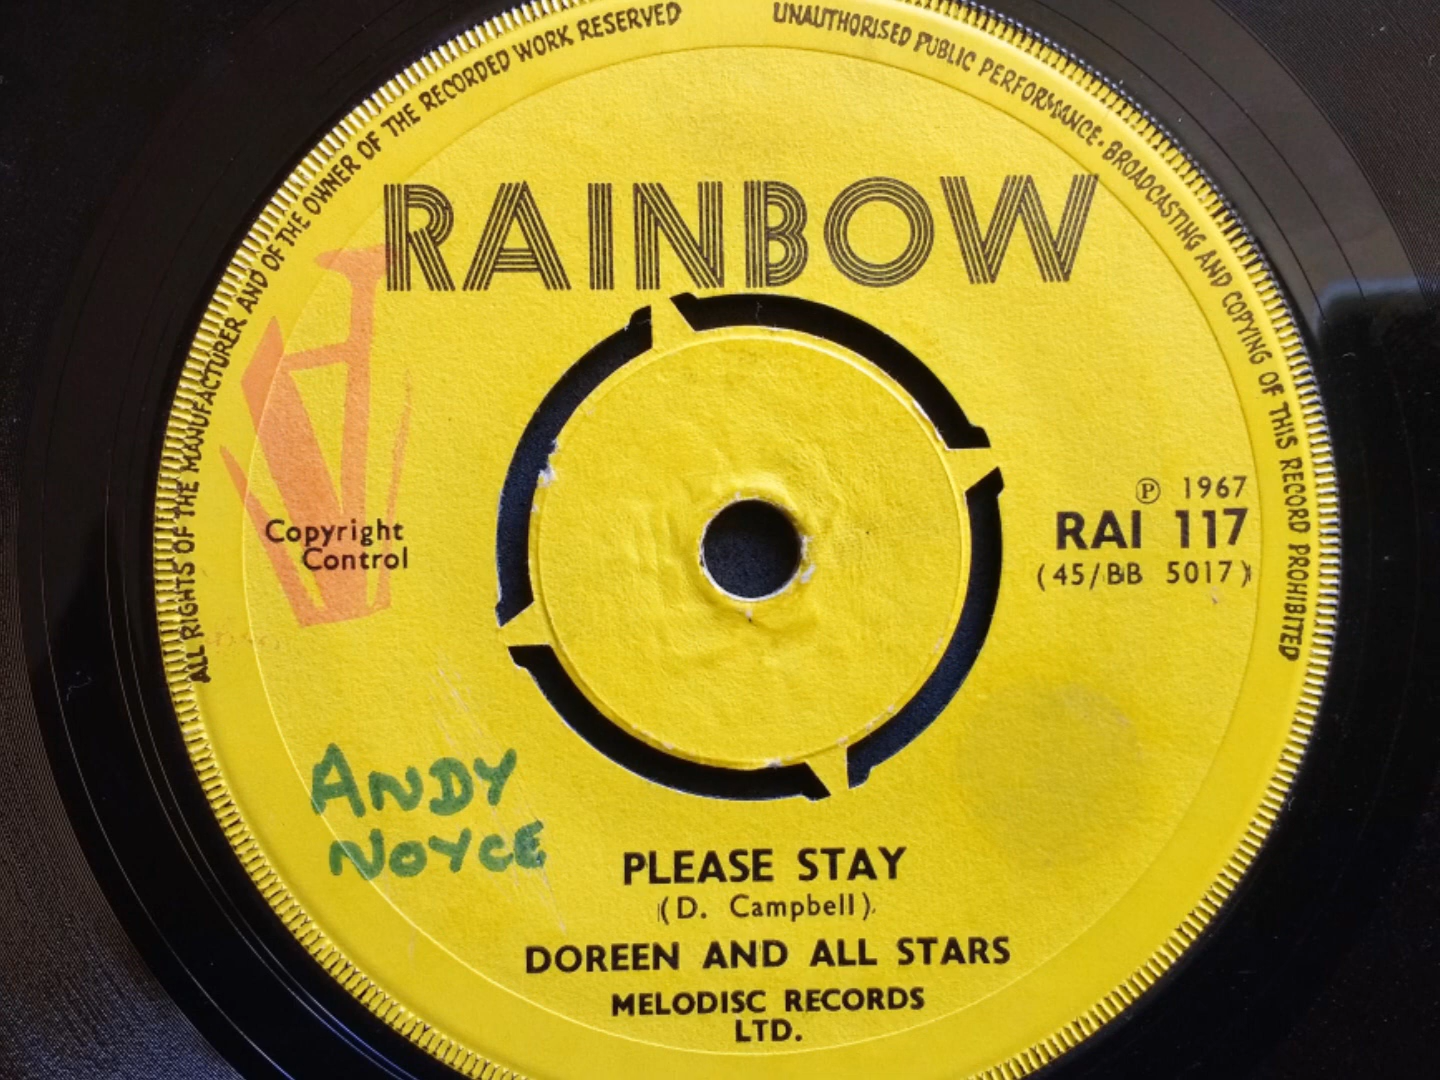 ALL RIGHTS OF THE MANUFACTURER AND OF THE OWNER OF THE RECORDED WORK RESERVED
UNAUTHORISED PUBLIC PERFORMANCE. BROADCASTING AND COPYING OF THIS RECORD PROHIBITED
RAINBOW
Copyright
Control
Ⓟ 1967
RAI 117
(45/BB 5017)
ANDY
NOYCE
PLEASE STAY
(D. Campbell).
DOREEN AND ALL STARS
MELODISC RECORDS
LTD.